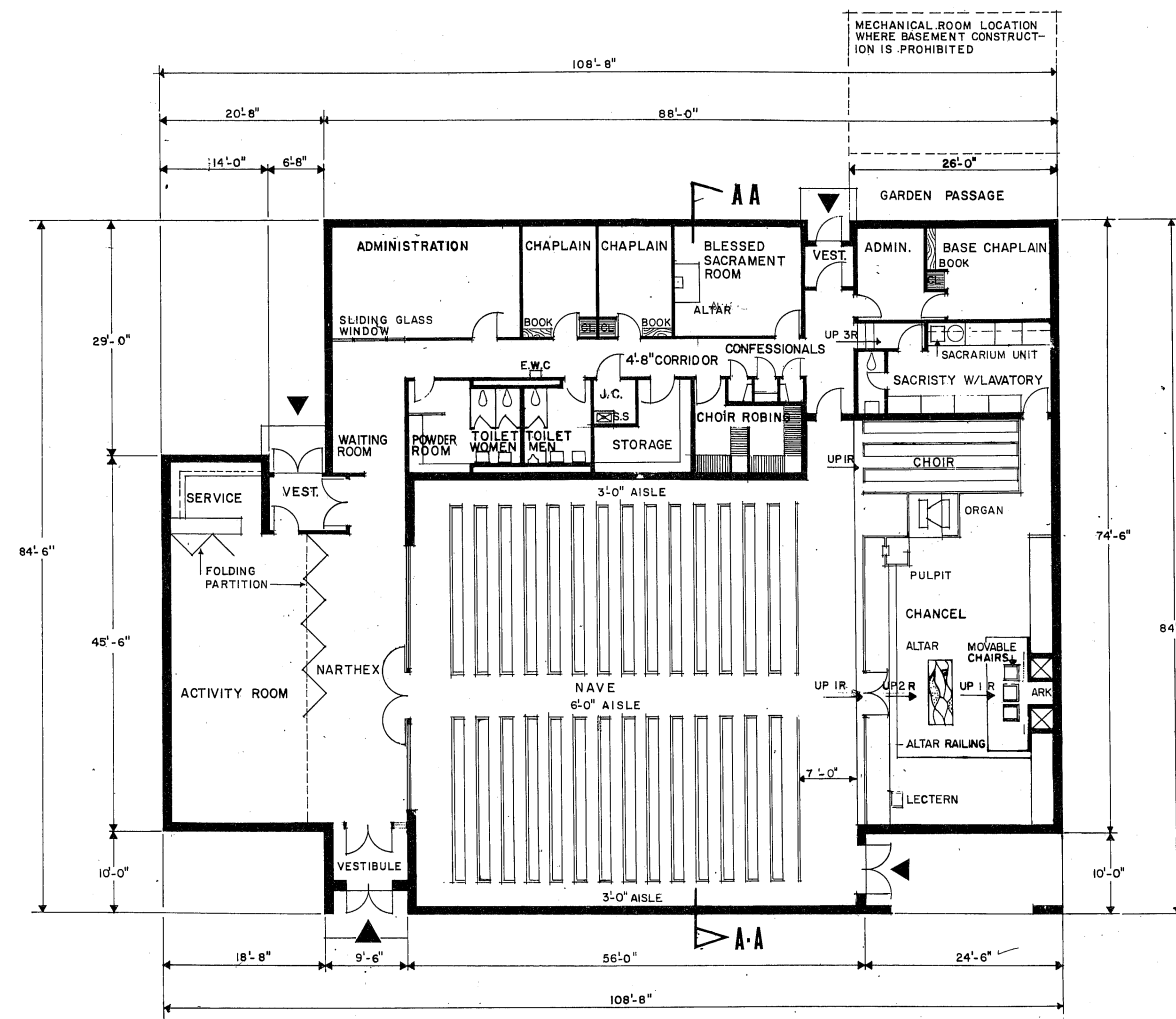 MECHANICAL ROOM LOCATION
WHERE BASEMENT CONSTRUCT-
ION IS PROHIBITED
108'-8"
20'-8"
88'-0"
14'-0"
6'-8"
26'-0"
AA
GARDEN PASSAGE
ADMINISTRATION
CHAPLAIN
CHAPLAIN
BLESSED
SACRAMENT
ROOM
VEST.
ADMIN.
BASE CHAPLAIN
BOOK
CL
ALTAR
SLIDING GLASS
WINDOW
BOOK
CL
CL
BOOK
29'-0"
UP 3R
CONFESSIONALS
4'-8" CORRIDOR
SACRARIUM UNIT
E.W.C
SACRISTY W/LAVATORY
J.C.
S.S
CHOIR ROBING
WAITING
ROOM
POWDER
ROOM
TOILET
WOMEN
TOILET
MEN
STORAGE
UP 1R
CHOIR
SERVICE
VEST.
3'-0" AISLE
ORGAN
84'-6"
74'-6"
FOLDING
PARTITION
PULPIT
CHANCEL
45'-6"
84
ALTAR
MOVABLE
CHAIRS
NARTHEX
ACTIVITY ROOM
NAVE
6'-0" AISLE
UP 1R
UP 2 R
UP 1 R
ARK
ALTAR RAILING
7'-0"
LECTERN
10'-0"
VESTIBULE
10'-0"
3'-0" AISLE
A-A
18'-8"
9'-6"
56'-0"
24'-6"
108'-8"